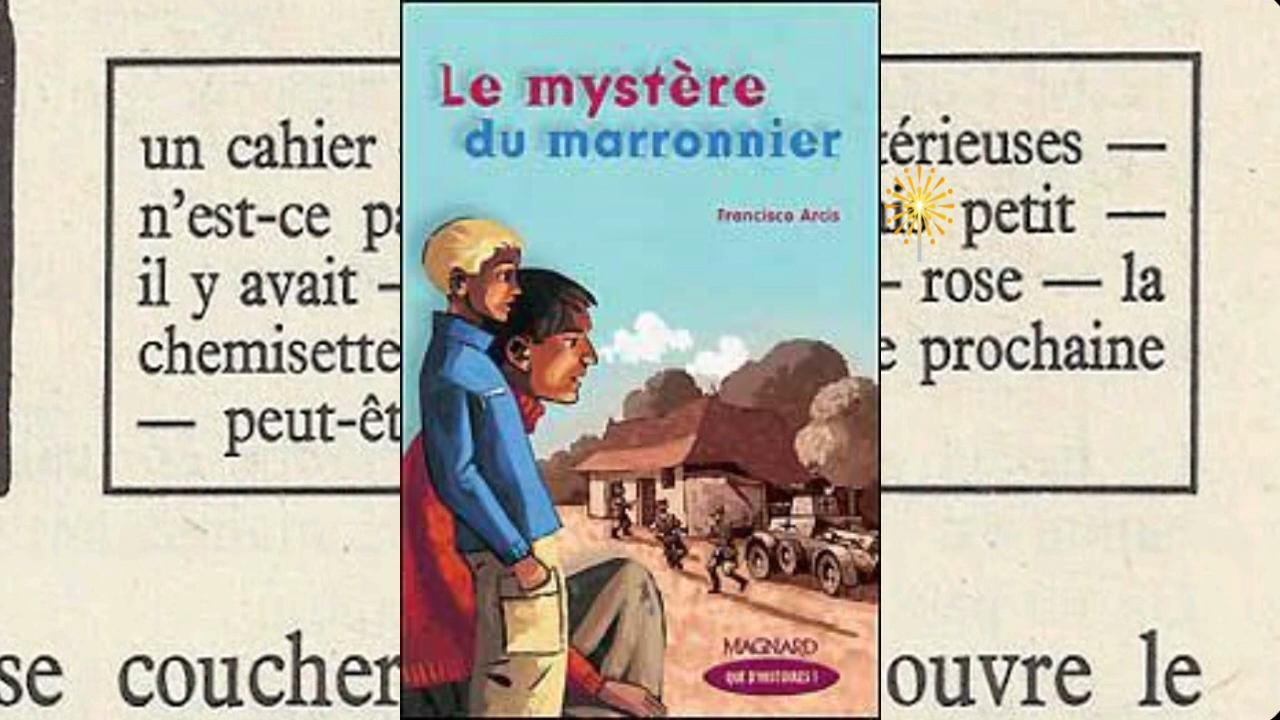 un cahier
térieuses —
n'est-ce pa
petit —
il y avait –
– rose — la
chemisette
e prochaine
— peut-êt
se coucher
ouvre le
Le mystère
du marronnier
Francisco Arcis
MAGNARD
QUE D'HISTOIRES !